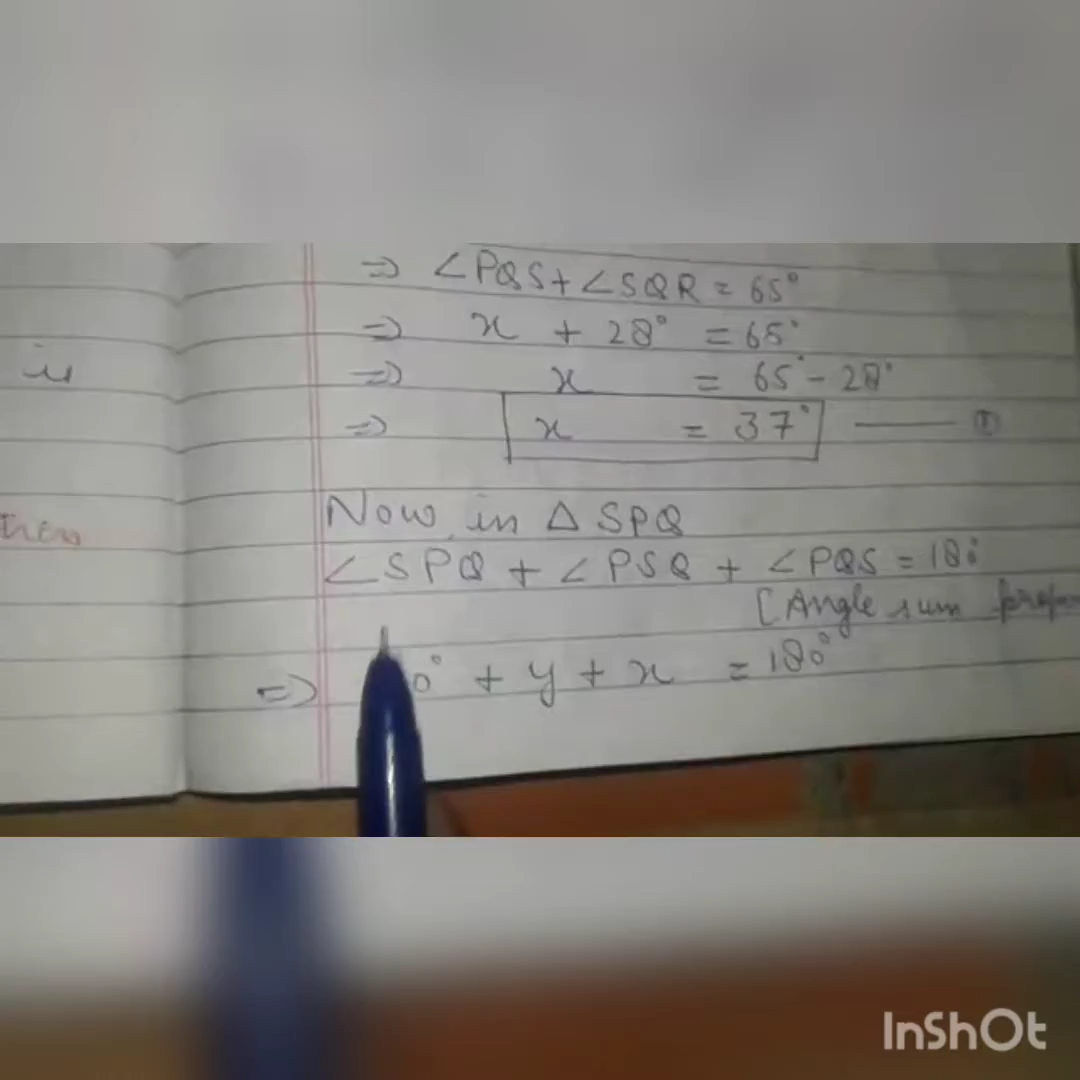 ⇒ ∠PQS + ∠SQR = 65°
⇒ x + 28° = 65°
⇒ x = 65° - 28°
⇒ x = 37°
Now in △ SPQ
∠SPQ + ∠PSQ + ∠PQS = 180°
[Angle sum
⇒ 0° + y + x = 180°
InShOt